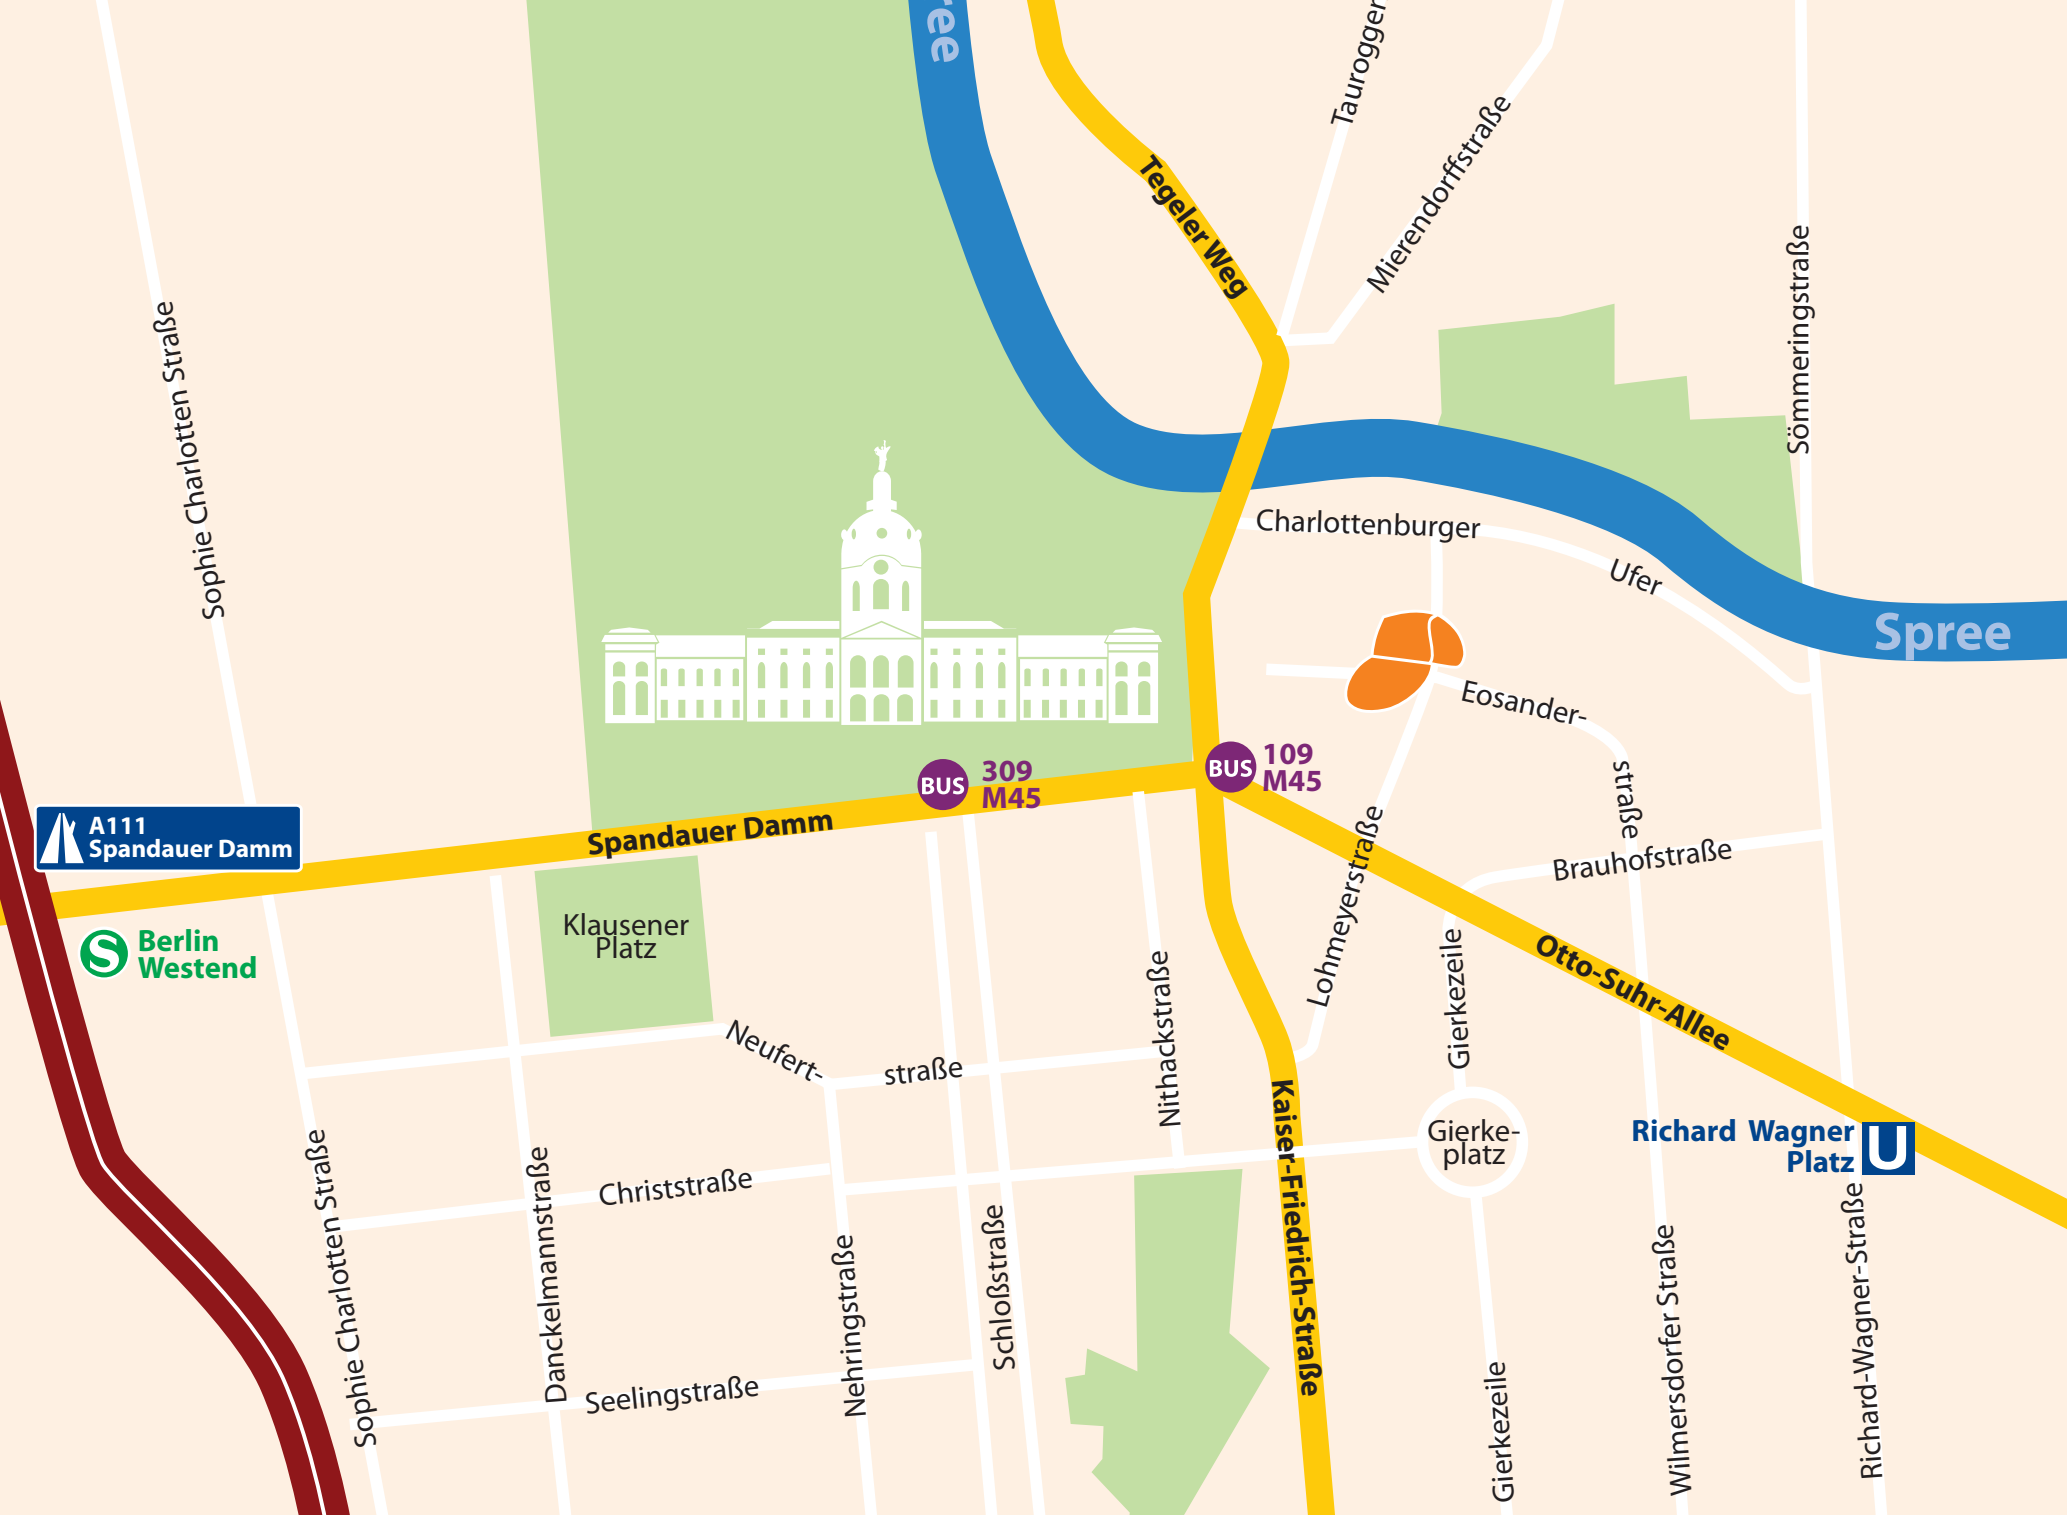 ree
Tauroggen
Mierendorffstraße
Tegeler Weg
Sömmeringstraße
Sophie Charlotten Straße
Charlottenburger
Ufer
Spree
Eosander-
straße
BUS
309
M45
BUS
109
M45
A111
Spandauer Damm
Spandauer Damm
Brauhofstraße
Lohmeyerstraße
Klausener
Platz
Berlin
Westend
S
Gierkezeile
Otto-Suhr-Allee
Nithackstraße
Neufert-
straße
Kaiser-Friedrich-Straße
Gierke-
platz
Richard Wagner
Platz
U
Sophie Charlotten Straße
Danckelmannstraße
Christstraße
Nehringstraße
Schloßstraße
Seelingstraße
Gierkezeile
Wilmersdorfer Straße
Richard-Wagner-Straße